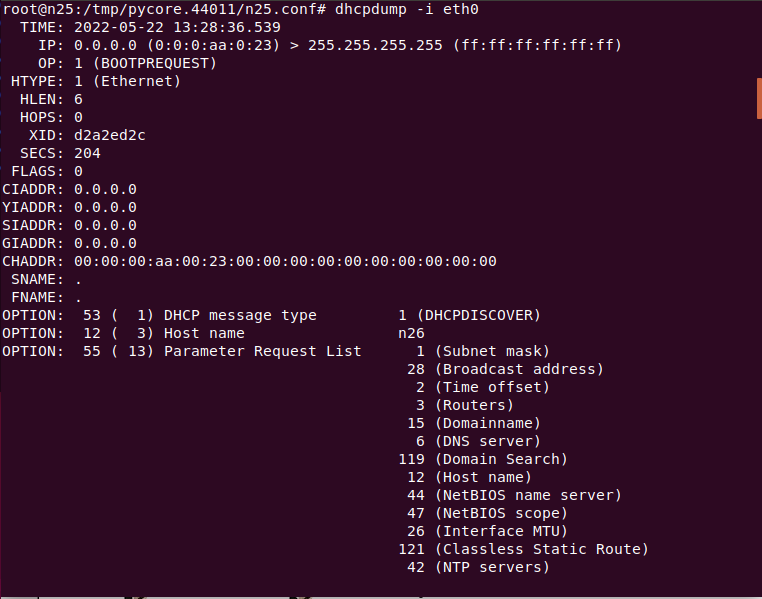 root@n25:/tmp/pycore.44011/n25.conf# dhcpdump -i eth0
  TIME: 2022-05-22 13:28:36.539
    IP: 0.0.0.0 (0:0:0:aa:0:23) > 255.255.255.255 (ff:ff:ff:ff:ff:ff)
    OP: 1 (BOOTPREQUEST)
 HTYPE: 1 (Ethernet)
  HLEN: 6
  HOPS: 0
   XID: d2a2ed2c
  SECS: 204
 FLAGS: 0
CIADDR: 0.0.0.0
YIADDR: 0.0.0.0
SIADDR: 0.0.0.0
GIADDR: 0.0.0.0
CHADDR: 00:00:00:aa:00:23:00:00:00:00:00:00:00:00:00:00
 SNAME: .
 FNAME: .
OPTION:  53 (  1) DHCP message type         1 (DHCPDISCOVER)
OPTION:  12 (  3) Host name                 n26
OPTION:  55 ( 13) Parameter Request List      1 (Subnet mask)
                                             28 (Broadcast address)
                                              2 (Time offset)
                                              3 (Routers)
                                             15 (Domainname)
                                              6 (DNS server)
                                            119 (Domain Search)
                                             12 (Host name)
                                             44 (NetBIOS name server)
                                             47 (NetBIOS scope)
                                             26 (Interface MTU)
                                            121 (Classless Static Route)
                                             42 (NTP servers)